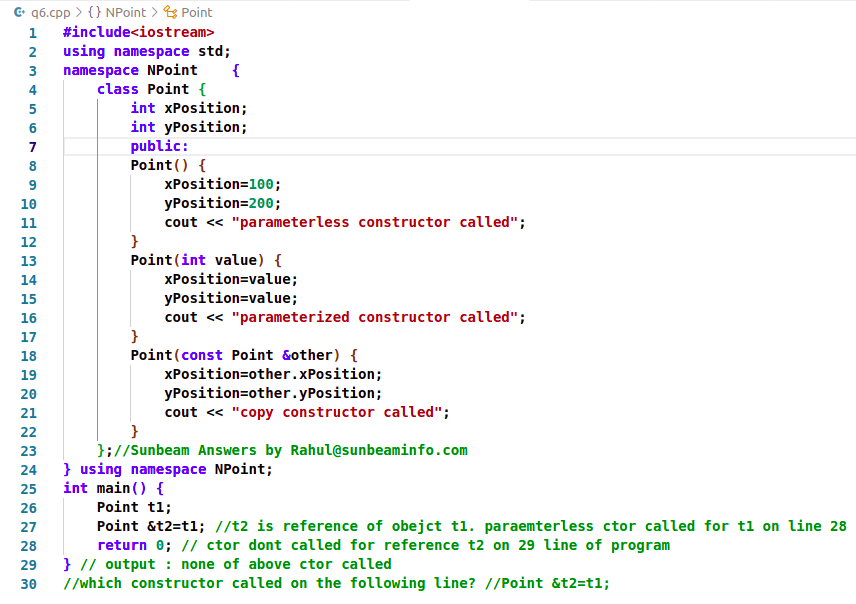 q6.cpp > {} NPoint > Point
1 #include<iostream>
2 using namespace std;
3 namespace NPoint    {
4     class Point {
5         int xPosition;
6         int yPosition;
7         public:
8         Point() {
9             xPosition=100;
10             yPosition=200;
11             cout << "parameterless constructor called";
12         }
13         Point(int value) {
14             xPosition=value;
15             yPosition=value;
16             cout << "parameterized constructor called";
17         }
18         Point(const Point &other) {
19             xPosition=other.xPosition;
20             yPosition=other.yPosition;
21             cout << "copy constructor called";
22         }
23     };//Sunbeam Answers by Rahul@sunbeaminfo.com
24 } using namespace NPoint;
25 int main() {
26     Point t1;
27     Point &t2=t1; //t2 is reference of obejct t1. paraemterless ctor called for t1 on line 28
28     return 0; // ctor dont called for reference t2 on 29 line of program
29 } // output : none of above ctor called
30 //which constructor called on the following line? //Point &t2=t1;